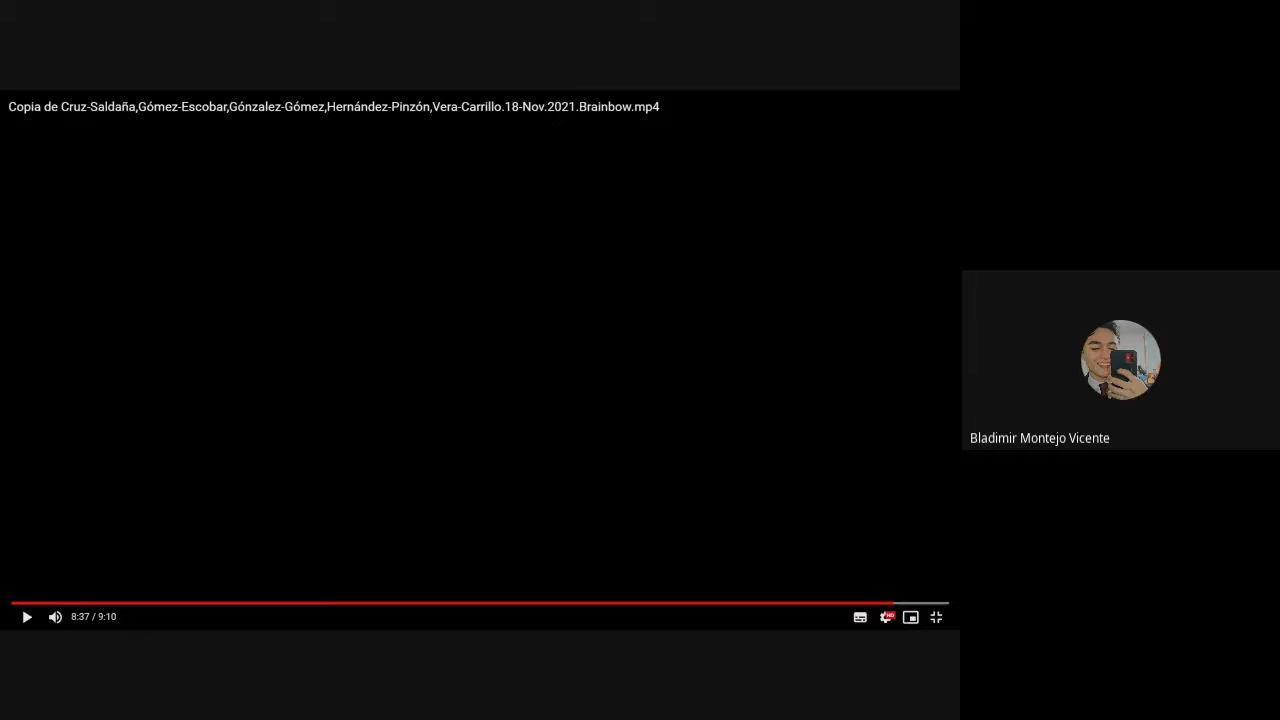 Copia de Cruz-Saldaña,Gómez-Escobar,Gónzalez-Gómez,Hernández-Pinzón,Vera-Carrillo.18-Nov.2021.Brainbow.mp4
Bladimir Montejo Vicente
8:37 / 9:10
HD